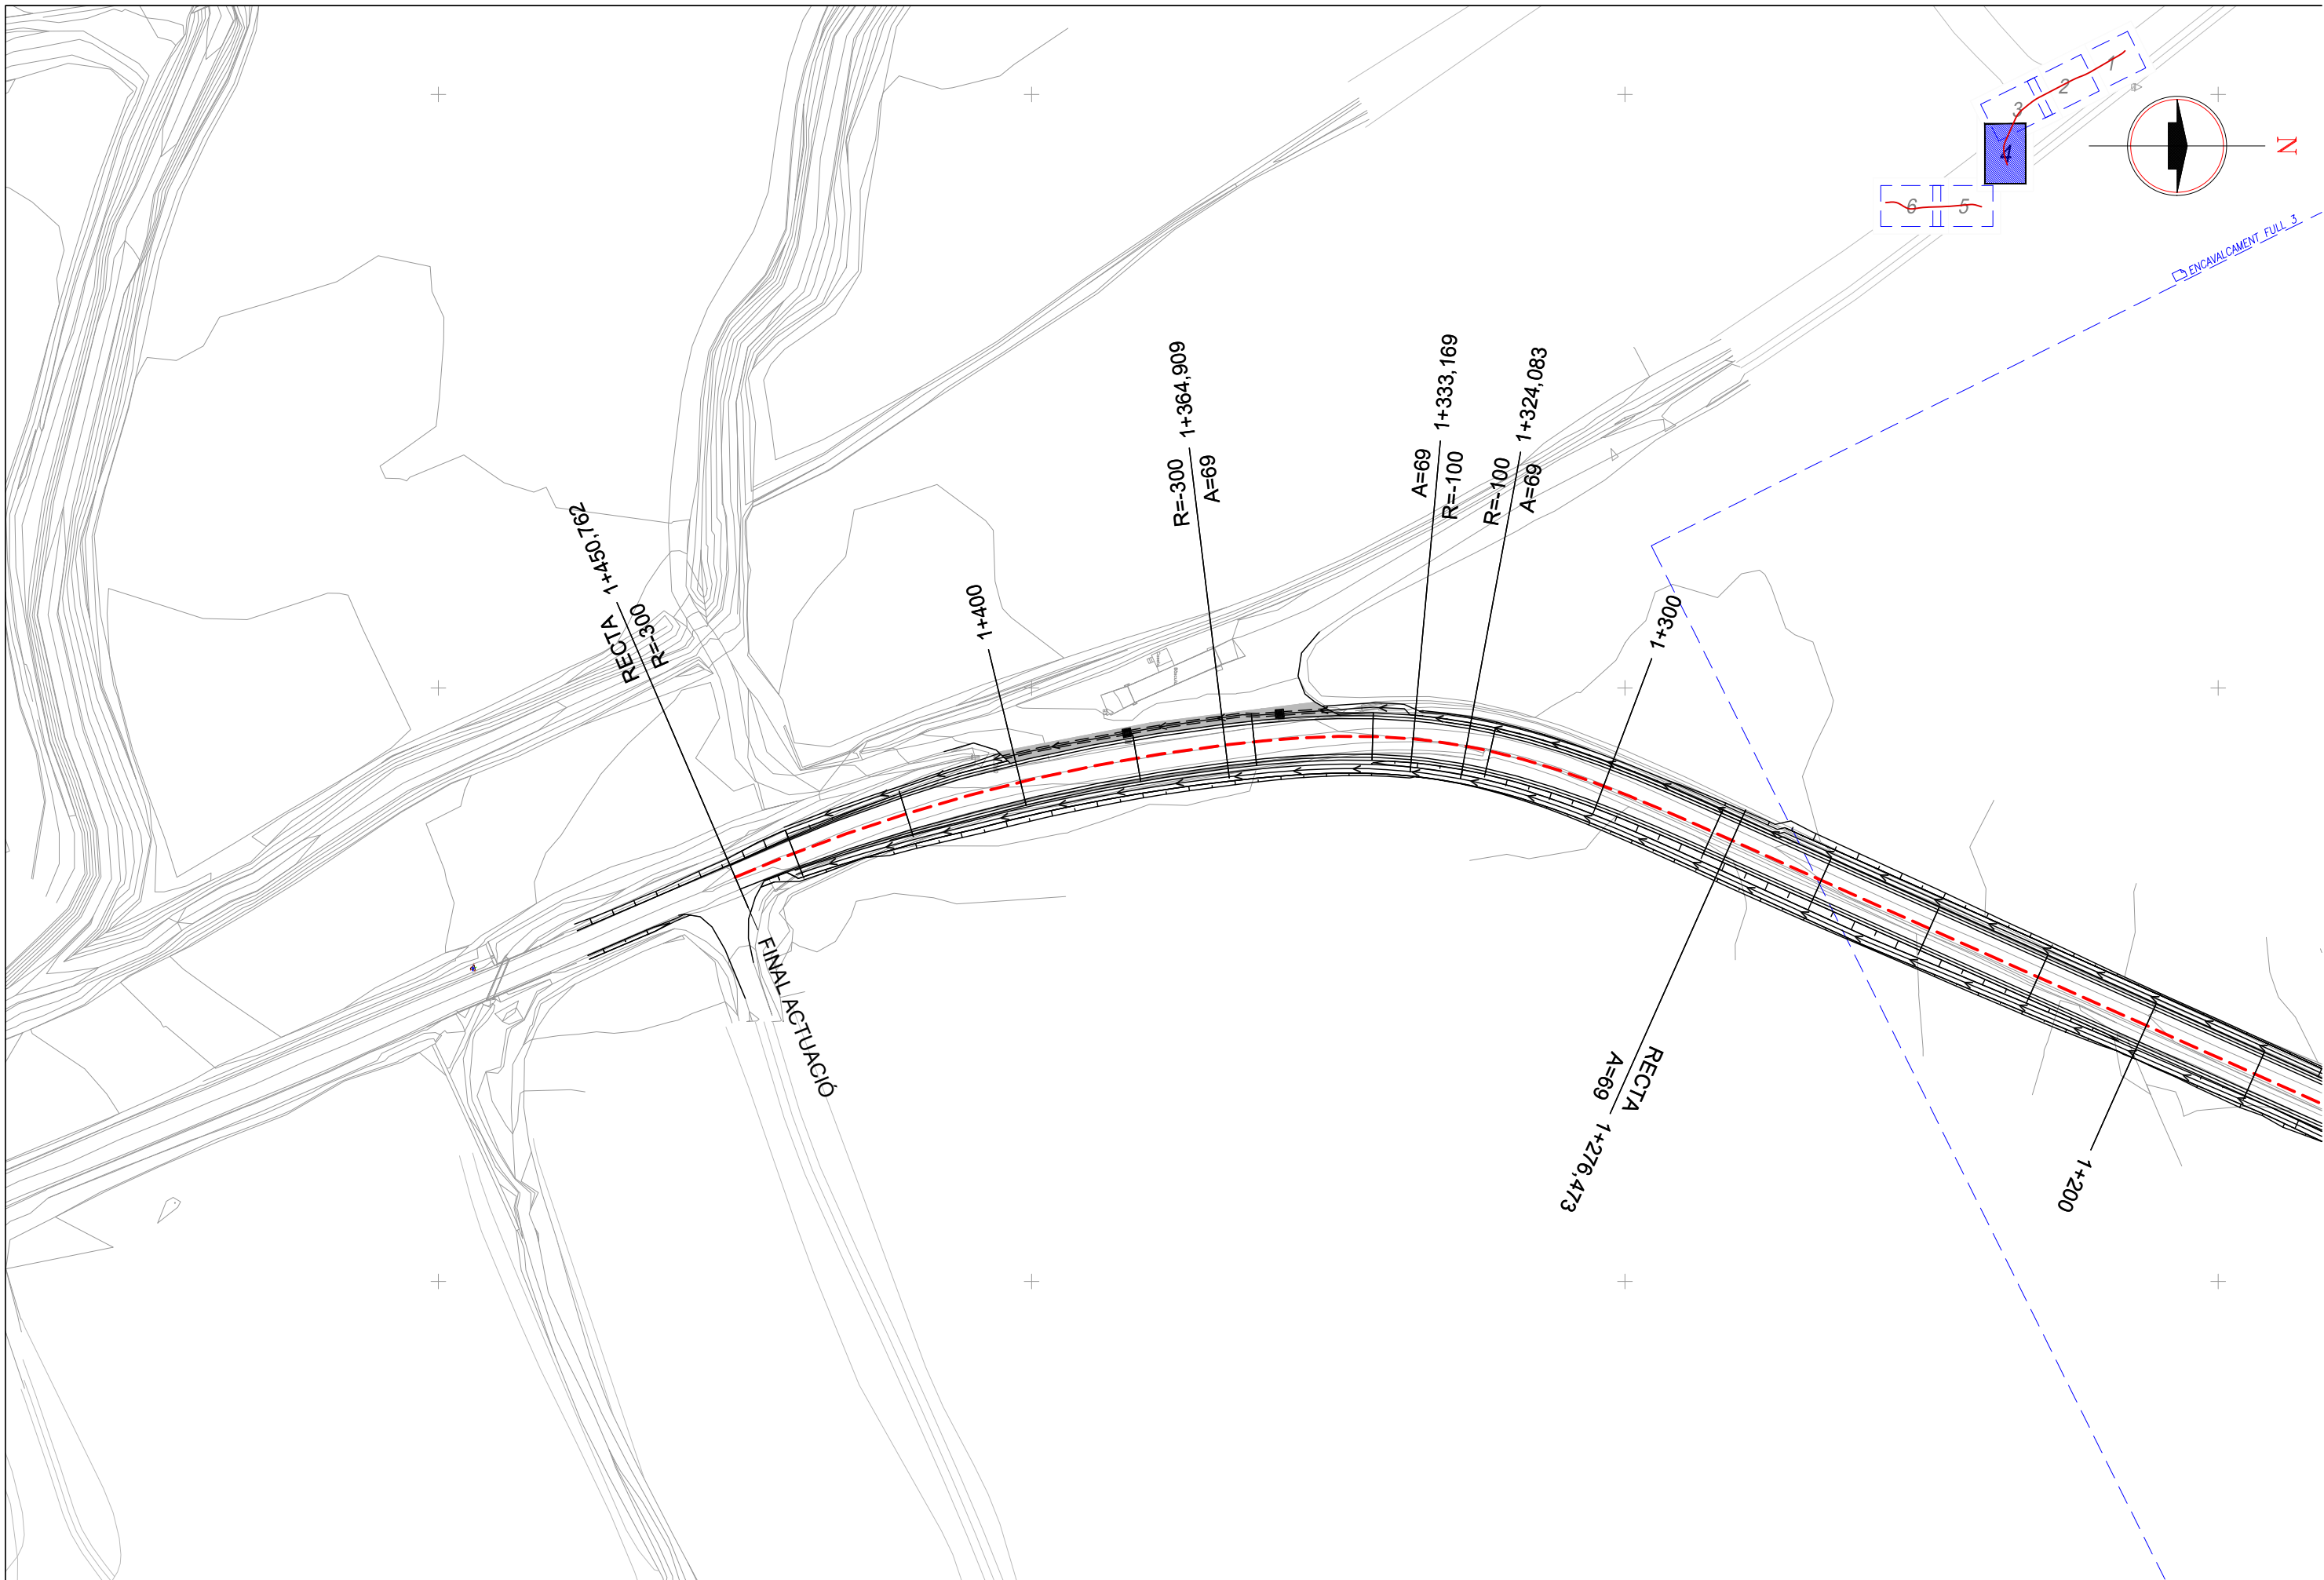 1
2
3
4
6
5
N
ENCAVALCAMENT FULL 3
R=-300 1+364,909
A=69
A=69 1+333,169
R=-100
R=-100 1+324,083
A=69
RECTA 1+450,762
R=-300
1+400
1+300
FINAL ACTUACIÓ
RECTA
A=69 1+276,473
1+200